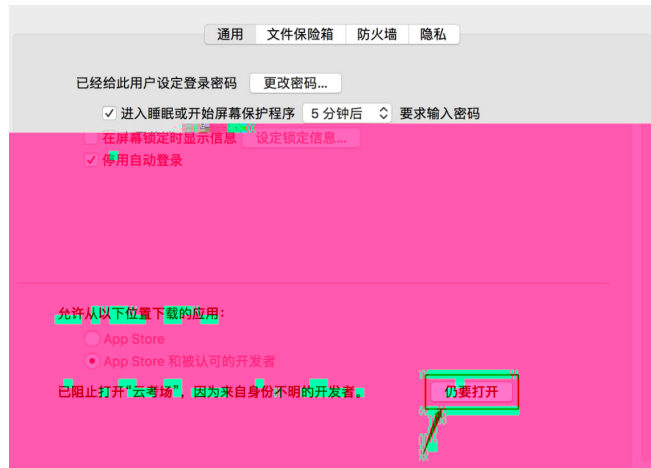 通用 文件保险箱 防火墙 隐私
已经给此用户设定登录密码 更改密码...
进入睡眠或开始屏幕保护程序 5 分钟后 要求输入密码
在屏幕锁定时显示信息 设定锁定信息...
停用自动登录
允许从以下位置下载的应用：
App Store
App Store 和被认可的开发者
已阻止打开“云考场”，因为来自身份不明的开发者。 仍要打开